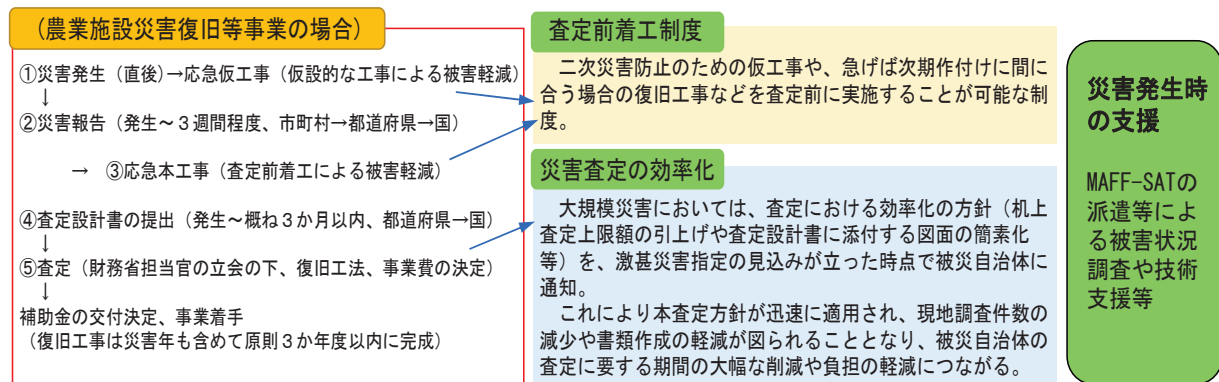 (農業施設災害復旧等事業の場合)
①災害発生（直後）→応急仮工事（仮設的な工事による被害軽減）
↓
②災害報告（発生～３週間程度、市町村→都道府県→国）
→ ③応急本工事（査定前着工による被害軽減）
④査定設計書の提出（発生～概ね３か月以内、都道府県→国）
↓
⑤査定（財務省担当官の立会の下、復旧工法、事業費の決定）
↓
補助金の交付決定、事業着手
（復旧工事は災害年も含めて原則３か年度以内に完成）
査定前着工制度
二次災害防止のための仮工事や、急げば次期作付けに間に
合う場合の復旧工事などを査定前に実施することが可能な制
度。
災害査定の効率化
大規模災害においては、査定における効率化の方針（机上
査定上限額の引上げや査定設計書に添付する図面の簡素化
等）を、激甚災害指定の見込みが立った時点で被災自治体に
通知。
これにより本査定方針が迅速に適用され、現地調査件数の
減少や書類作成の軽減が図られることとなり、被災自治体の
査定に要する期間の大幅な削減や負担の軽減につながる。
災害発生時
の支援
MAFF-SATの
派遣等によ
る被害状況
調査や技術
支援等